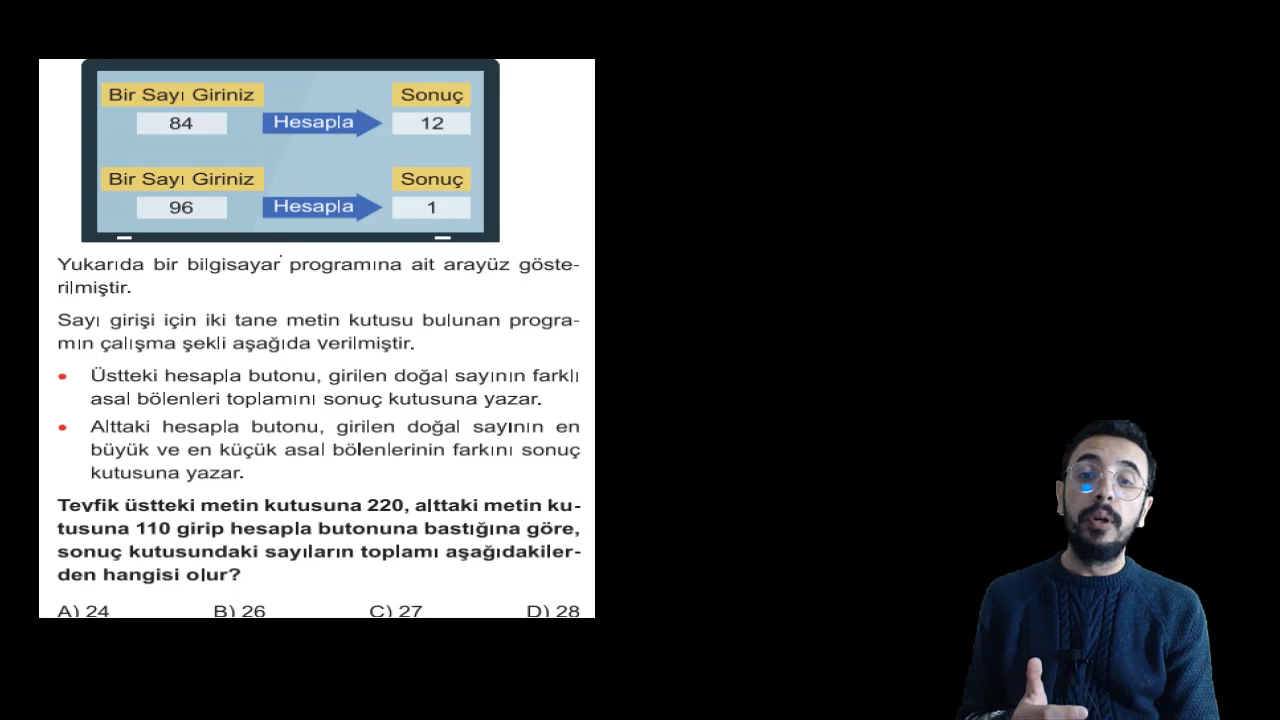 Bir Sayı Giriniz Sonuç
84 Hesapla 12
Bir Sayı Giriniz Sonuç
96 Hesapla 1
Yukarıda bir bilgisayar programına ait arayüz göste-
rilmiştir.
Sayı girişi için iki tane metin kutusu bulunan progra-
mın çalışma şekli aşağıda verilmiştir.
• Üstteki hesapla butonu, girilen doğal sayının farklı
asal bölenleri toplamını sonuç kutusuna yazar.
• Alttaki hesapla butonu, girilen doğal sayının en
büyük ve en küçük asal bölenlerinin farkını sonuç
kutusuna yazar.
Tevfik üstteki metin kutusuna 220, alttaki metin ku-
tusuna 110 girip hesapla butonuna bastığına göre,
sonuç kutusundaki sayıların toplamı aşağıdakiler-
den hangisi olur?
A) 24 B) 26 C) 27 D) 28